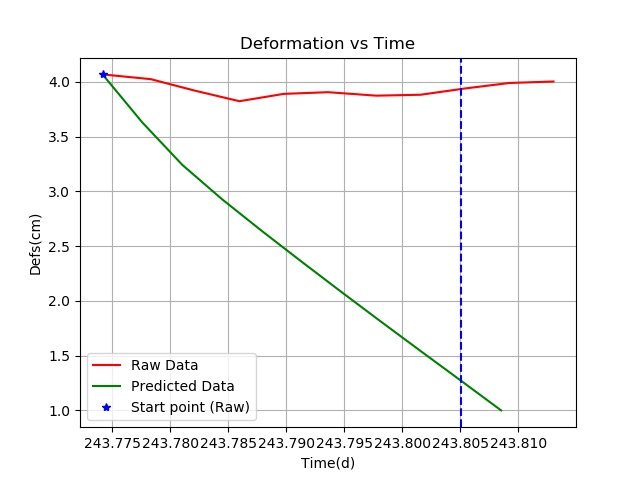 Deformation vs Time
Defs(cm)
4.0
3.5
3.0
2.5
2.0
1.5
1.0
Raw Data
Predicted Data
Start point (Raw)
243.775 243.780 243.785 243.790 243.795 243.800 243.805 243.810
Time(d)